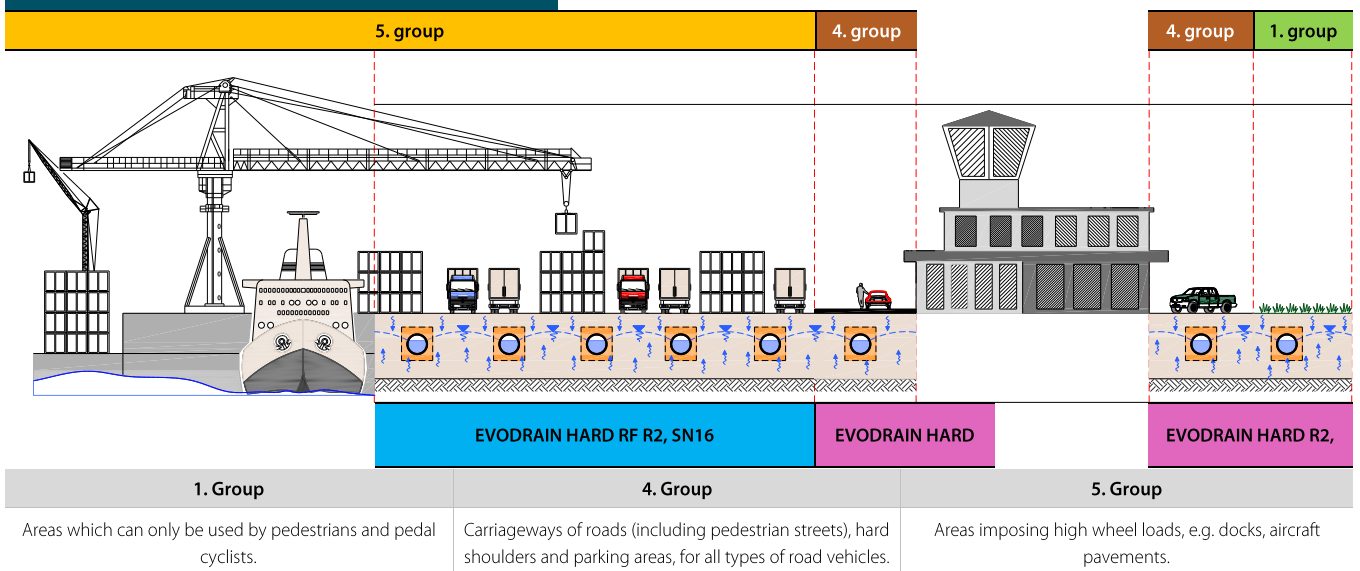 5. group
4. group
4. group
1. group
EVODRAIN HARD RF R2, SN16
EVODRAIN HARD
EVODRAIN HARD R2,
1. Group
4. Group
5. Group
Areas which can only be used by pedestrians and pedal
cyclists.
Carriageways of roads (including pedestrian streets), hard
shoulders and parking areas, for all types of road vehicles.
Areas imposing high wheel loads, e.g. docks, aircraft
pavements.